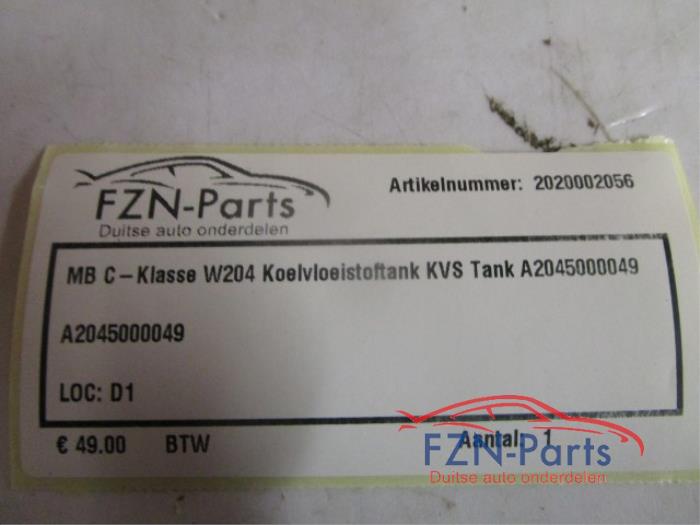 FZN-Parts
Duitse auto onderdelen
Artikelnummer: 2020002056
MB C-Klasse W204 Koelvloeistoftank KVS Tank A2045000049
A2045000049
LOC: D1
€ 49.00 BTW Aantal: 1
FZN-Parts
Duitse auto onderdelen